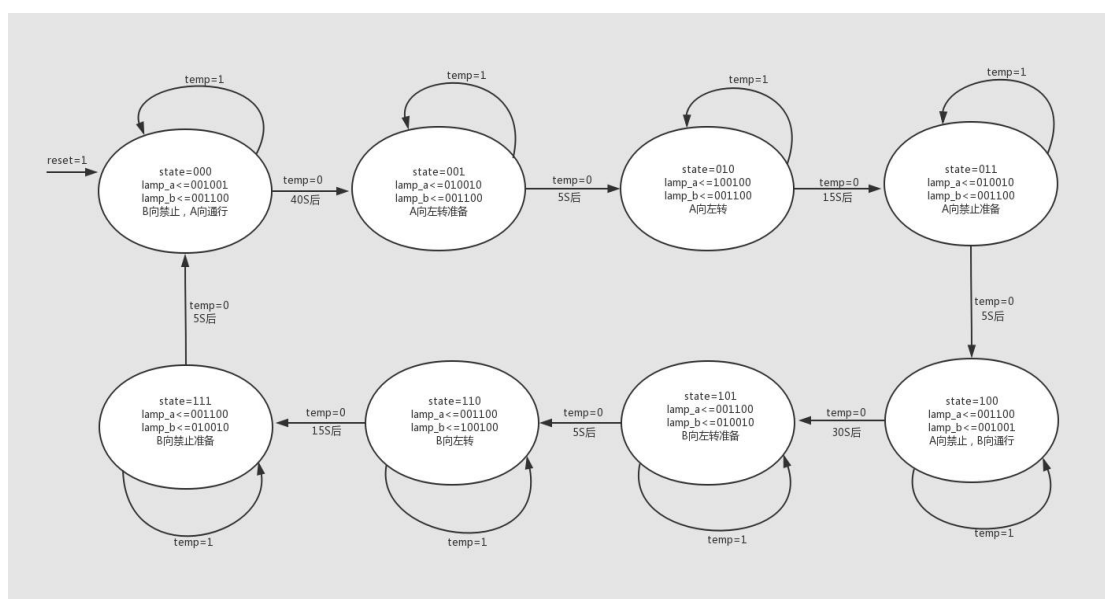 temp=1
temp=1
temp=1
temp=1
reset=1
state=000
lamp_a<=001001
lamp_b<=001100
B向禁止，A向通行
temp=0
40S后
state=001
lamp_a<=010010
lamp_b<=001100
A向左转准备
temp=0
5S后
state=010
lamp_a<=100100
lamp_b<=001100
A向左转
temp=0
15S后
state=011
lamp_a<=010010
lamp_b<=001100
A向禁止准备
temp=0
5S后
temp=0
5S后
state=111
lamp_a<=001100
lamp_b<=010010
B向禁止准备
temp=0
15S后
state=110
lamp_a<=001100
lamp_b<=100100
B向左转
temp=0
5S后
state=101
lamp_a<=001100
lamp_b<=010010
B向左转准备
temp=0
30S后
state=100
lamp_a<=001100
lamp_b<=001001
A向禁止，B向通行
temp=1
temp=1
temp=1
temp=1